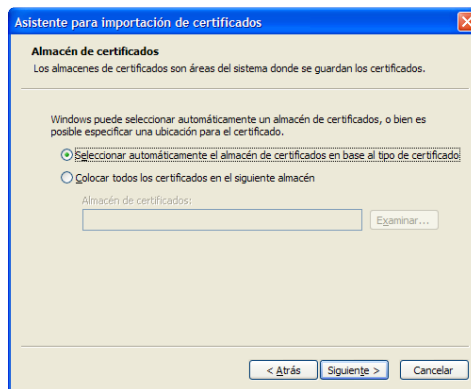 Asistente para importación de certificados
Almacén de certificados
Los almacenes de certificados son áreas del sistema donde se guardan los certificados.
Windows puede seleccionar automáticamente un almacén de certificados, o bien es
posible especificar una ubicación para el certificado.
Seleccionar automáticamente el almacén de certificados en base al tipo de certificado
Colocar todos los certificados en el siguiente almacén
Almacén de certificados:
Examinar...
< Atrás Siguiente > Cancelar